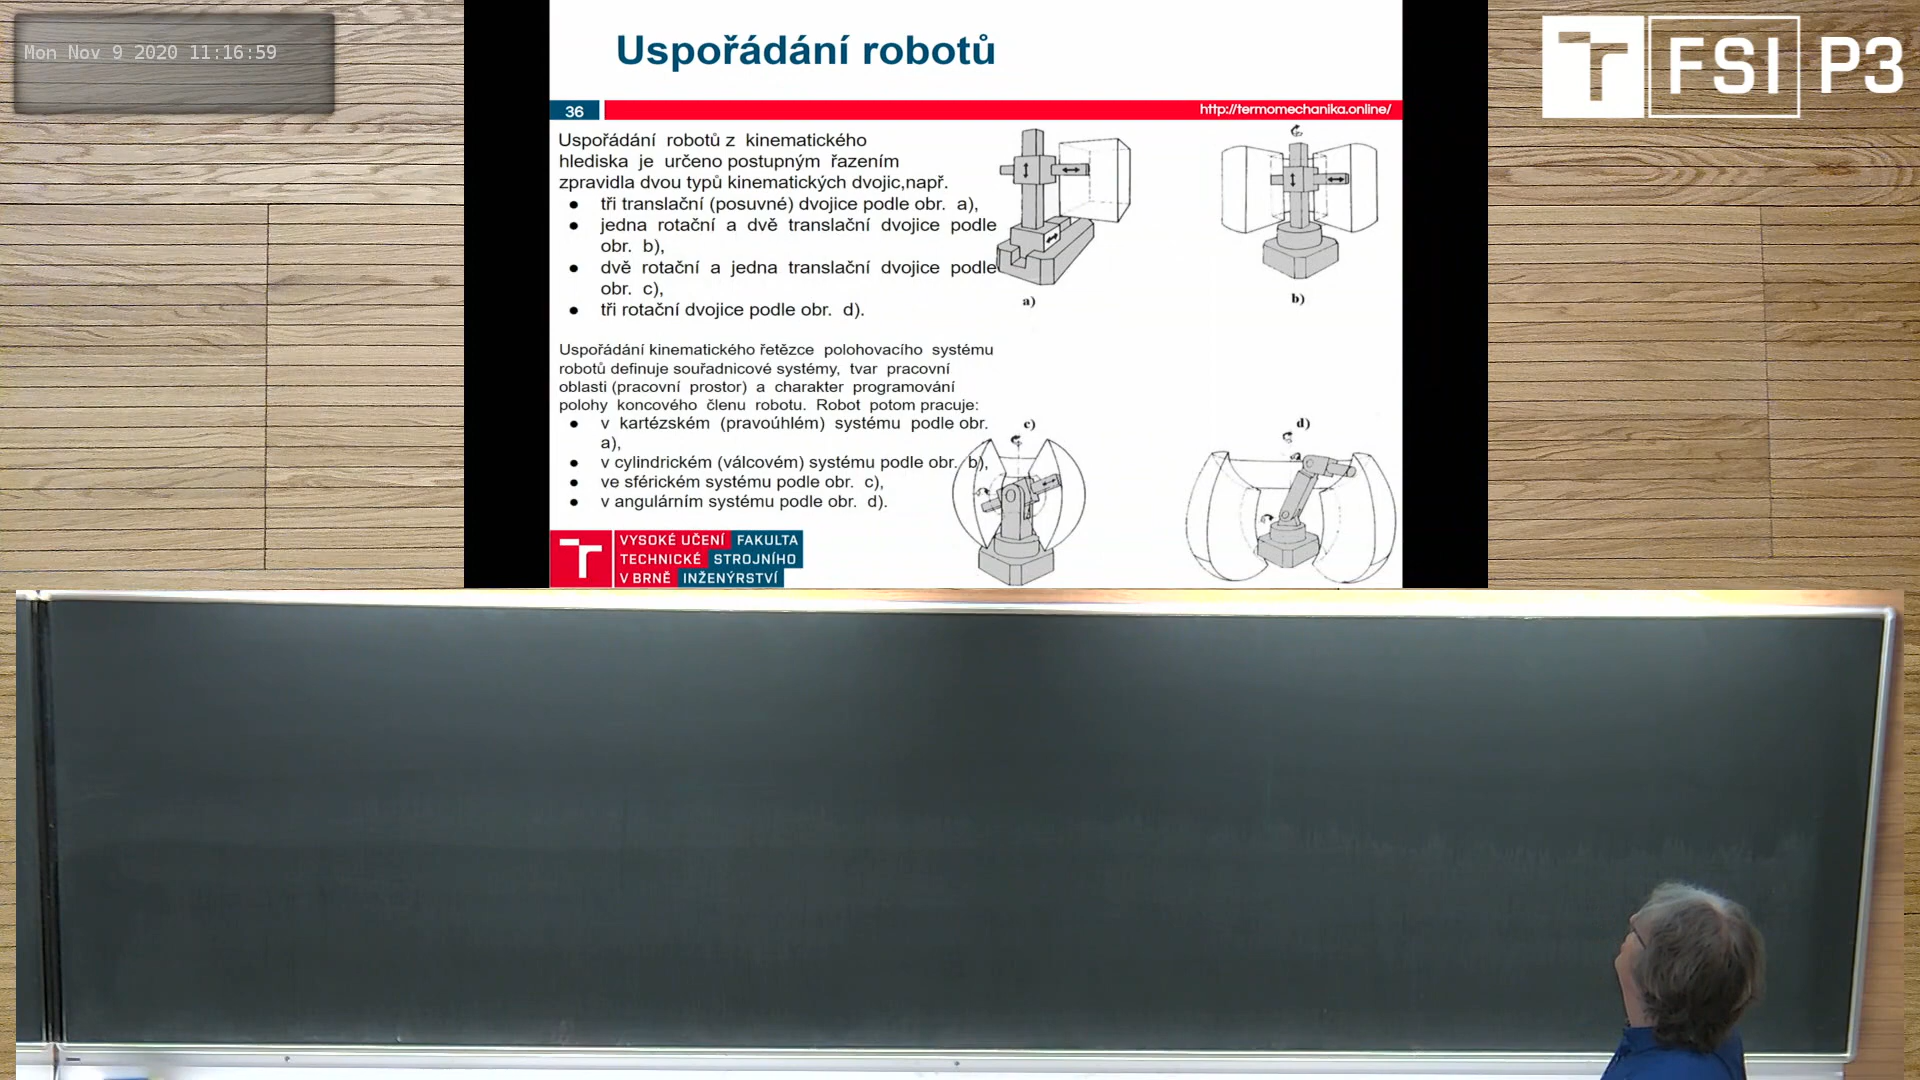 Mon Nov 9 2020 11:16:59
FSI P3
Uspořádání robotů
36
http://termomechanika.online/
Uspořádání robotů z kinematického
hlediska je určeno postupným řazením
zpravidla dvou typů kinematických dvojic,např.
● tři translační (posuvné) dvojice podle obr. a),
● jedna rotační a dvě translační dvojice podle
obr. b),
● dvě rotační a jedna translační dvojice podle
obr. c),
● tři rotační dvojice podle obr. d).
a)
b)
Uspořádání kinematického řetězce polohovacího systému
robotů definuje souřadnicové systémy, tvar pracovní
oblasti (pracovní prostor) a charakter programování
polohy koncového členu robotu. Robot potom pracuje:
● v kartézském (pravoúhlém) systému podle obr.
a),
● v cylindrickém (válcovém) systému podle obr. b),
● ve sférickém systému podle obr. c),
● v angulárním systému podle obr. d).
c)
d)
VYSOKÉ UČENÍ FAKULTA
TECHNICKÉ STROJNÍHO
V BRNĚ INŽENÝRSTVÍ